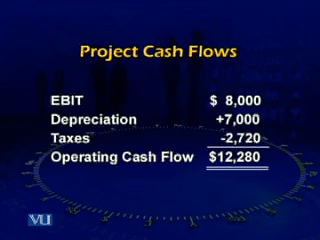 Project Cash Flows
EBIT $ 8,000
Depreciation +7,000
Taxes -2,720
Operating Cash Flow $12,280
VU